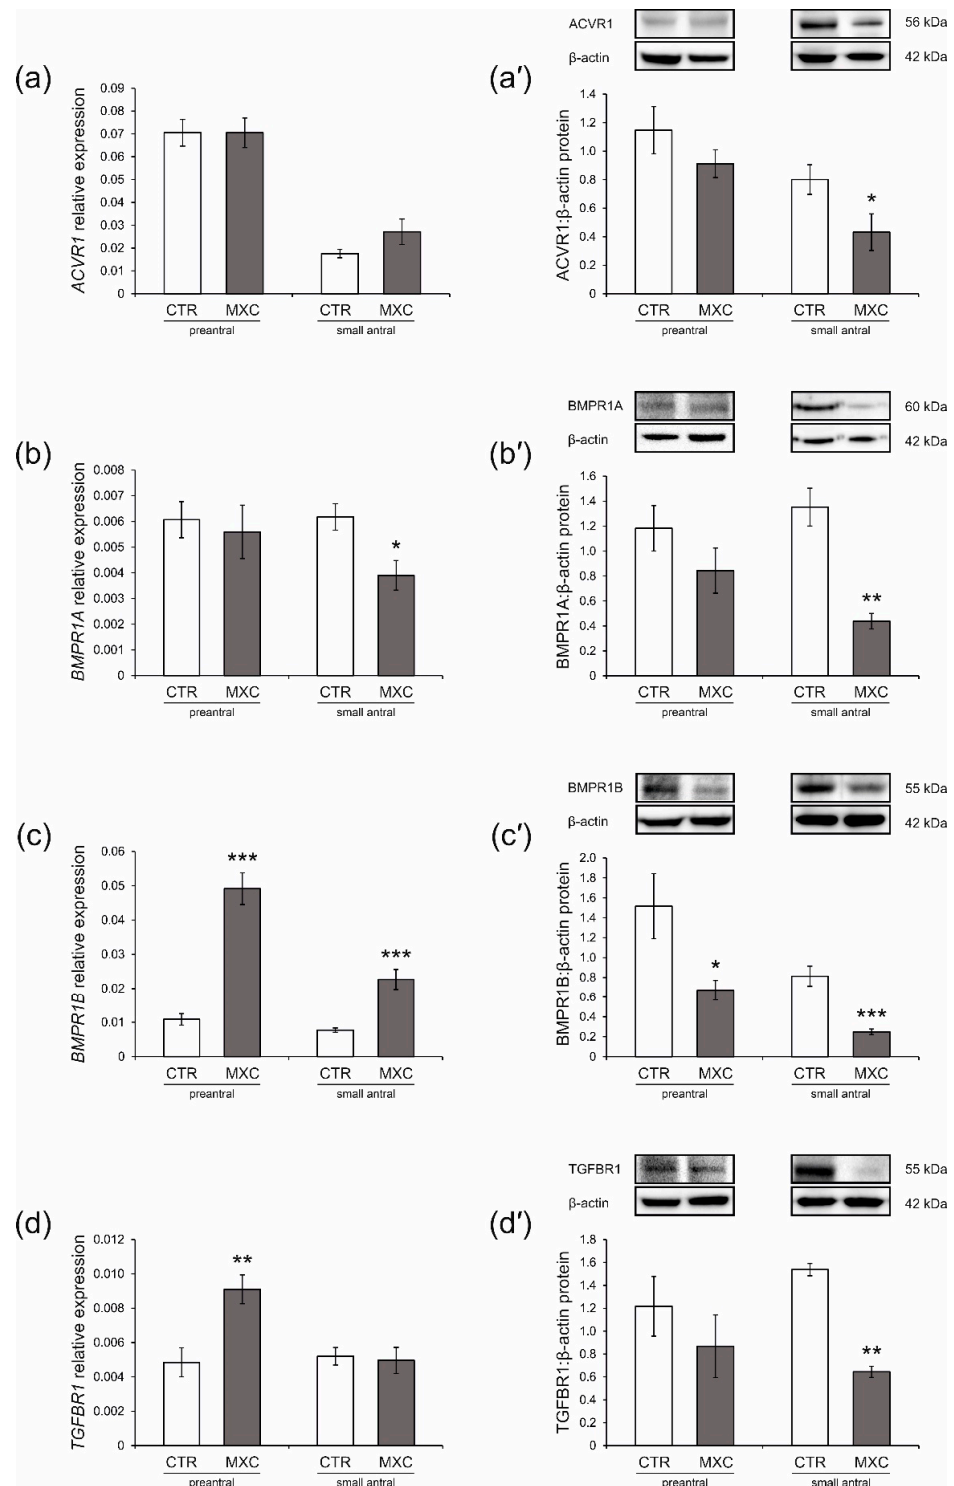 ACVR1
56 kDa
β-actin
42 kDa
(a)
ACVR1 relative expression
0.09
0.08
0.07
0.06
0.05
0.04
0.03
0.02
0.01
0
CTR MXC CTR MXC
preantral small antral
(a′)
ACVR1:β-actin protein
1.4
1.2
1.0
0.8
0.6
0.4
0.2
0
*
CTR MXC CTR MXC
preantral small antral
BMPR1A
60 kDa
β-actin
42 kDa
(b)
BMPR1A relative expression
0.008
0.007
0.006
0.005
0.004
0.003
0.002
0.001
0
*
CTR MXC CTR MXC
preantral small antral
(b′)
BMPR1A:β-actin protein
1.6
1.4
1.2
1.0
0.8
0.6
0.4
0.2
0
**
CTR MXC CTR MXC
preantral small antral
BMPR1B
55 kDa
β-actin
42 kDa
(c)
BMPR1B relative expression
0.06
0.05
0.04
0.03
0.02
0.01
0
***
***
CTR MXC CTR MXC
preantral small antral
(c′)
BMPR1B:β-actin protein
2.0
1.8
1.6
1.4
1.2
1.0
0.8
0.6
0.4
0.2
0
*
***
CTR MXC CTR MXC
preantral small antral
TGFBR1
55 kDa
β-actin
42 kDa
(d)
TGFBR1 relative expression
0.012
0.010
0.008
0.006
0.004
0.002
0
**
CTR MXC CTR MXC
preantral small antral
(d′)
TGFBR1:β-actin protein
1.8
1.6
1.4
1.2
1.0
0.8
0.6
0.4
0.2
0
**
CTR MXC CTR MXC
preantral small antral